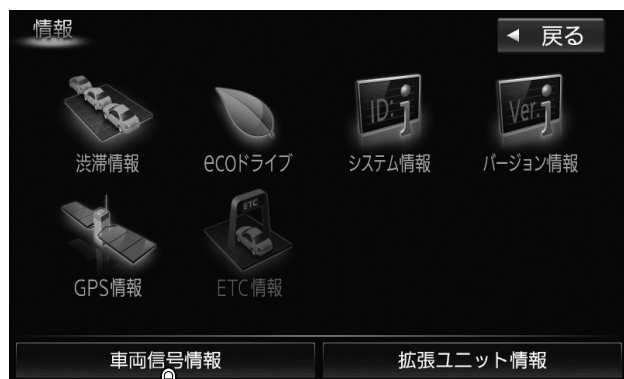 情報
戻る
渋滞情報
ecoドライブ
ID:
システム情報
Ver.
バージョン情報
GPS情報
ETC
ETC情報
車両信号情報
拡張ユニット情報